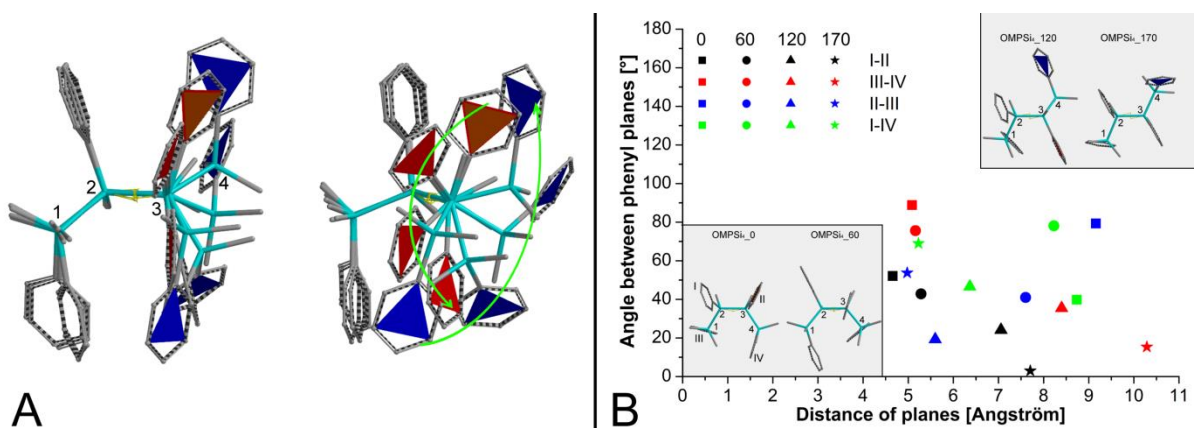 1
2
3
4
A
B
Angle between phenyl planes [°]
180
160
140
120
100
80
60
40
20
0
0 60 120 170
I-II
III-IV
II-III
I-IV
OMPSi₄_120 OMPSi₄_170
1 2 3 4
1 2 3 4
OMPSi₄_0 OMPSi₄_60
I II III IV
1 2 3 4
1 2 3 4
0 1 2 3 4 5 6 7 8 9 10 11
Distance of planes [Angström]